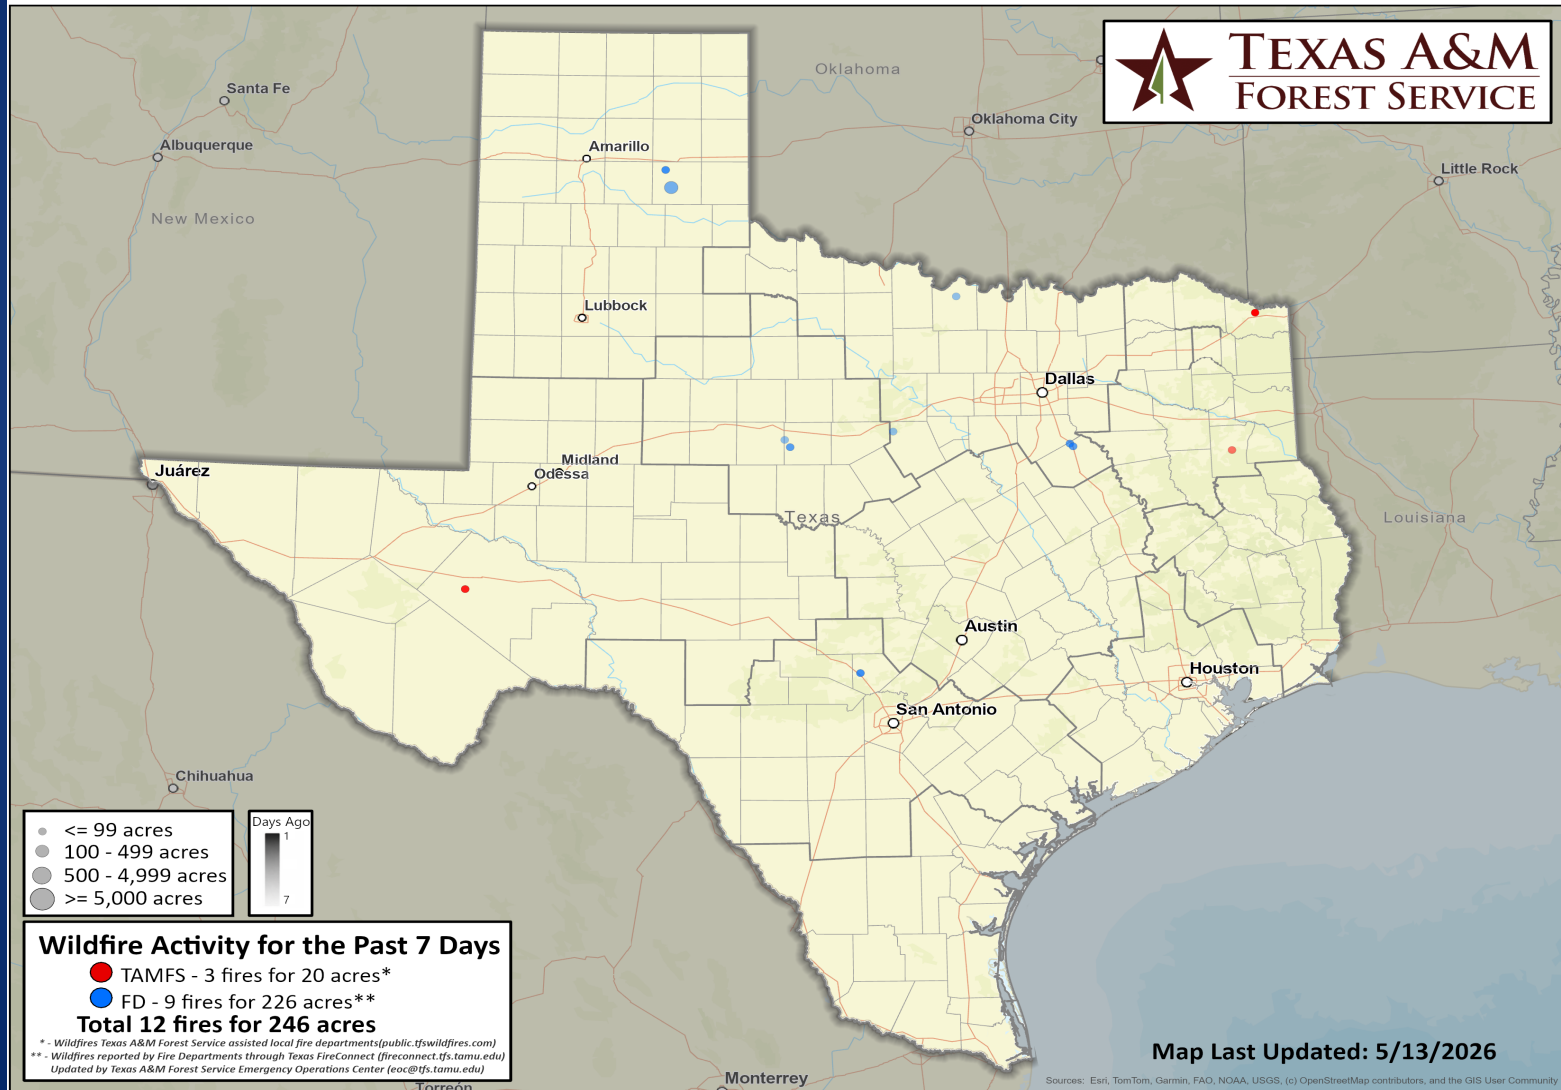 TEXAS A&M
FOREST SERVICE
Oklahoma
Santa Fe
Oklahoma City
Albuquerque
Amarillo
Little Rock
New Mexico
Lubbock
Dallas
Midland
Odessa
Juárez
Texas
Louisiana
Austin
Houston
San Antonio
Chihuahua
<= 99 acres
100 - 499 acres
500 - 4,999 acres
>= 5,000 acres
Days Ago
1
7
Wildfire Activity for the Past 7 Days
TAMFS - 3 fires for 20 acres*
FD - 9 fires for 226 acres**
Total 12 fires for 246 acres
* - Wildfires Texas A&M Forest Service assisted local fire departments(public.tfswildfires.com)
** - Wildfires reported by Fire Departments through Texas FireConnect (fireconnect.tfs.tamu.edu)
Updated by Texas A&M Forest Service Emergency Operations Center (eoc@tfs.tamu.edu)
Map Last Updated: 5/13/2026
Monterrey
Torreón
Sources: Esri, TomTom, Garmin, FAO, NOAA, USGS, (c) OpenStreetMap contributors, and the GIS User Community